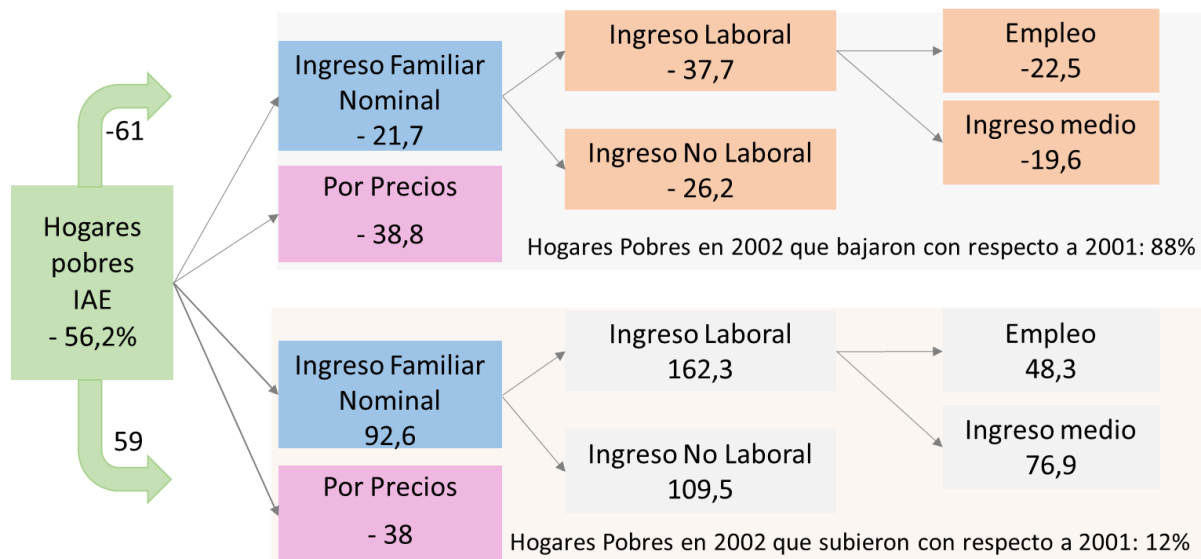 Hogares
pobres
IAE
- 56,2%
-61
59
Ingreso Familiar
Nominal
- 21,7
Por Precios
- 38,8
Ingreso Laboral
- 37,7
Ingreso No Laboral
- 26,2
Empleo
-22,5
Ingreso medio
-19,6
Hogares Pobres en 2002 que bajaron con respecto a 2001: 88%
Ingreso Familiar
Nominal
92,6
Por Precios
- 38
Ingreso Laboral
162,3
Ingreso No Laboral
109,5
Empleo
48,3
Ingreso medio
76,9
Hogares Pobres en 2002 que subieron con respecto a 2001: 12%